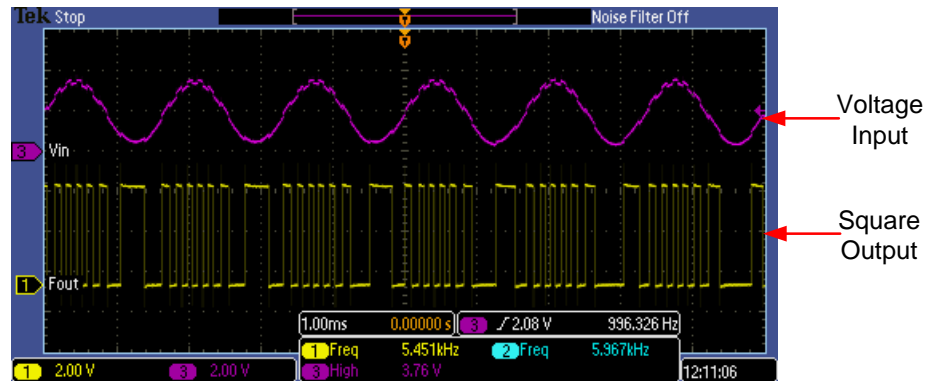 Tek Stop
Noise Filter Off
T
T
Voltage
Input
3 Vin
Square
Output
1 Fout
1.00ms 0.00000 s 3 2.08 V 996.326 Hz
1 Freq 5.451kHz 2 Freq 5.967kHz
1 2.00 V 3 2.00 V 3 High 3.76 V 12:11:06